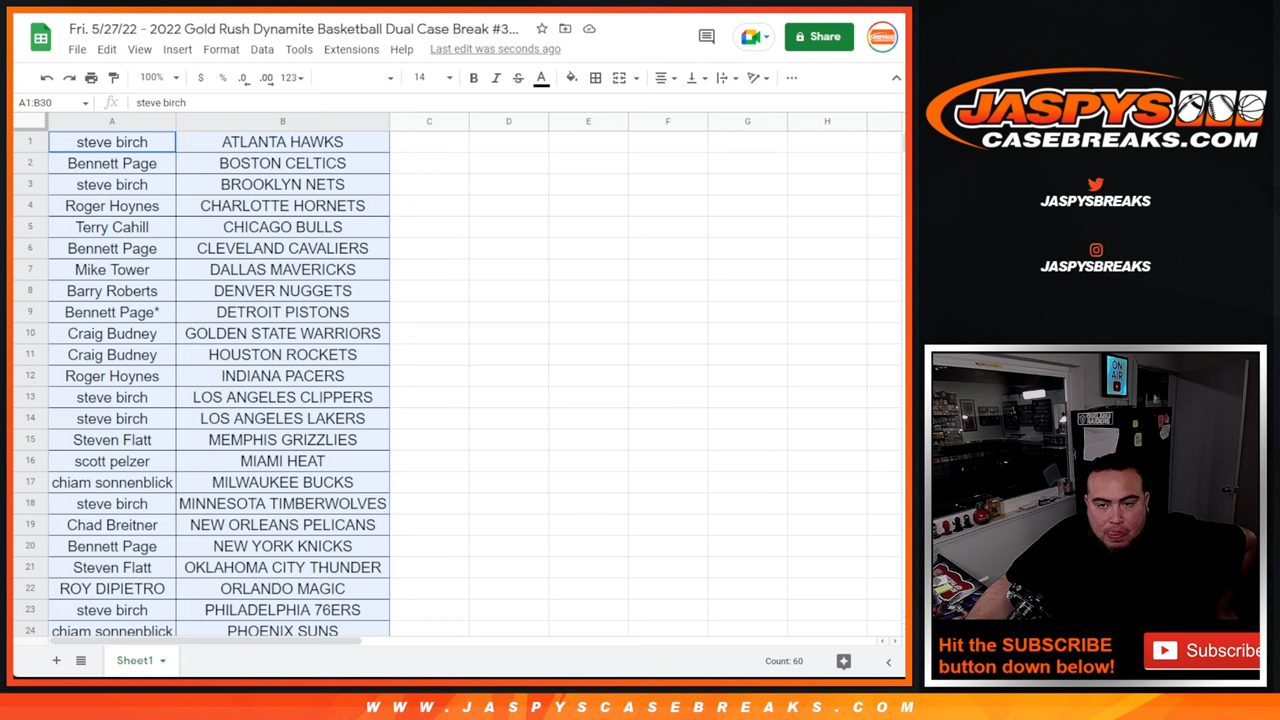 Fri. 5/27/22 - 2022 Gold Rush Dynamite Basketball Dual Case Break #3...
File Edit View Insert Format Data Tools Extensions Help Last edit was seconds ago
Share
100% $ % .0 .00 123 14 B I S A
A1:B30 fx steve birch
A B C D E F G H
1 steve birch ATLANTA HAWKS
2 Bennett Page BOSTON CELTICS
3 steve birch BROOKLYN NETS
4 Roger Hoynes CHARLOTTE HORNETS
5 Terry Cahill CHICAGO BULLS
6 Bennett Page CLEVELAND CAVALIERS
7 Mike Tower DALLAS MAVERICKS
8 Barry Roberts DENVER NUGGETS
9 Bennett Page* DETROIT PISTONS
10 Craig Budney GOLDEN STATE WARRIORS
11 Craig Budney HOUSTON ROCKETS
12 Roger Hoynes INDIANA PACERS
13 steve birch LOS ANGELES CLIPPERS
14 steve birch LOS ANGELES LAKERS
15 Steven Flatt MEMPHIS GRIZZLIES
16 scott pelzer MIAMI HEAT
17 chiam sonnenblick MILWAUKEE BUCKS
18 steve birch MINNESOTA TIMBERWOLVES
19 Chad Breitner NEW ORLEANS PELICANS
20 Bennett Page NEW YORK KNICKS
21 Steven Flatt OKLAHOMA CITY THUNDER
22 ROY DIPIETRO ORLANDO MAGIC
23 steve birch PHILADELPHIA 76ERS
24 chiam sonnenblick PHOENIX SUNS
Sheet1
Count: 60
JASPYS
CASEBREAKS.COM
JASPYSBREAKS
JASPYSBREAKS
ON
AIR
Hit the SUBSCRIBE
button down below!
Subscribe
WWW.JASPYSCASEBREAKS.COM